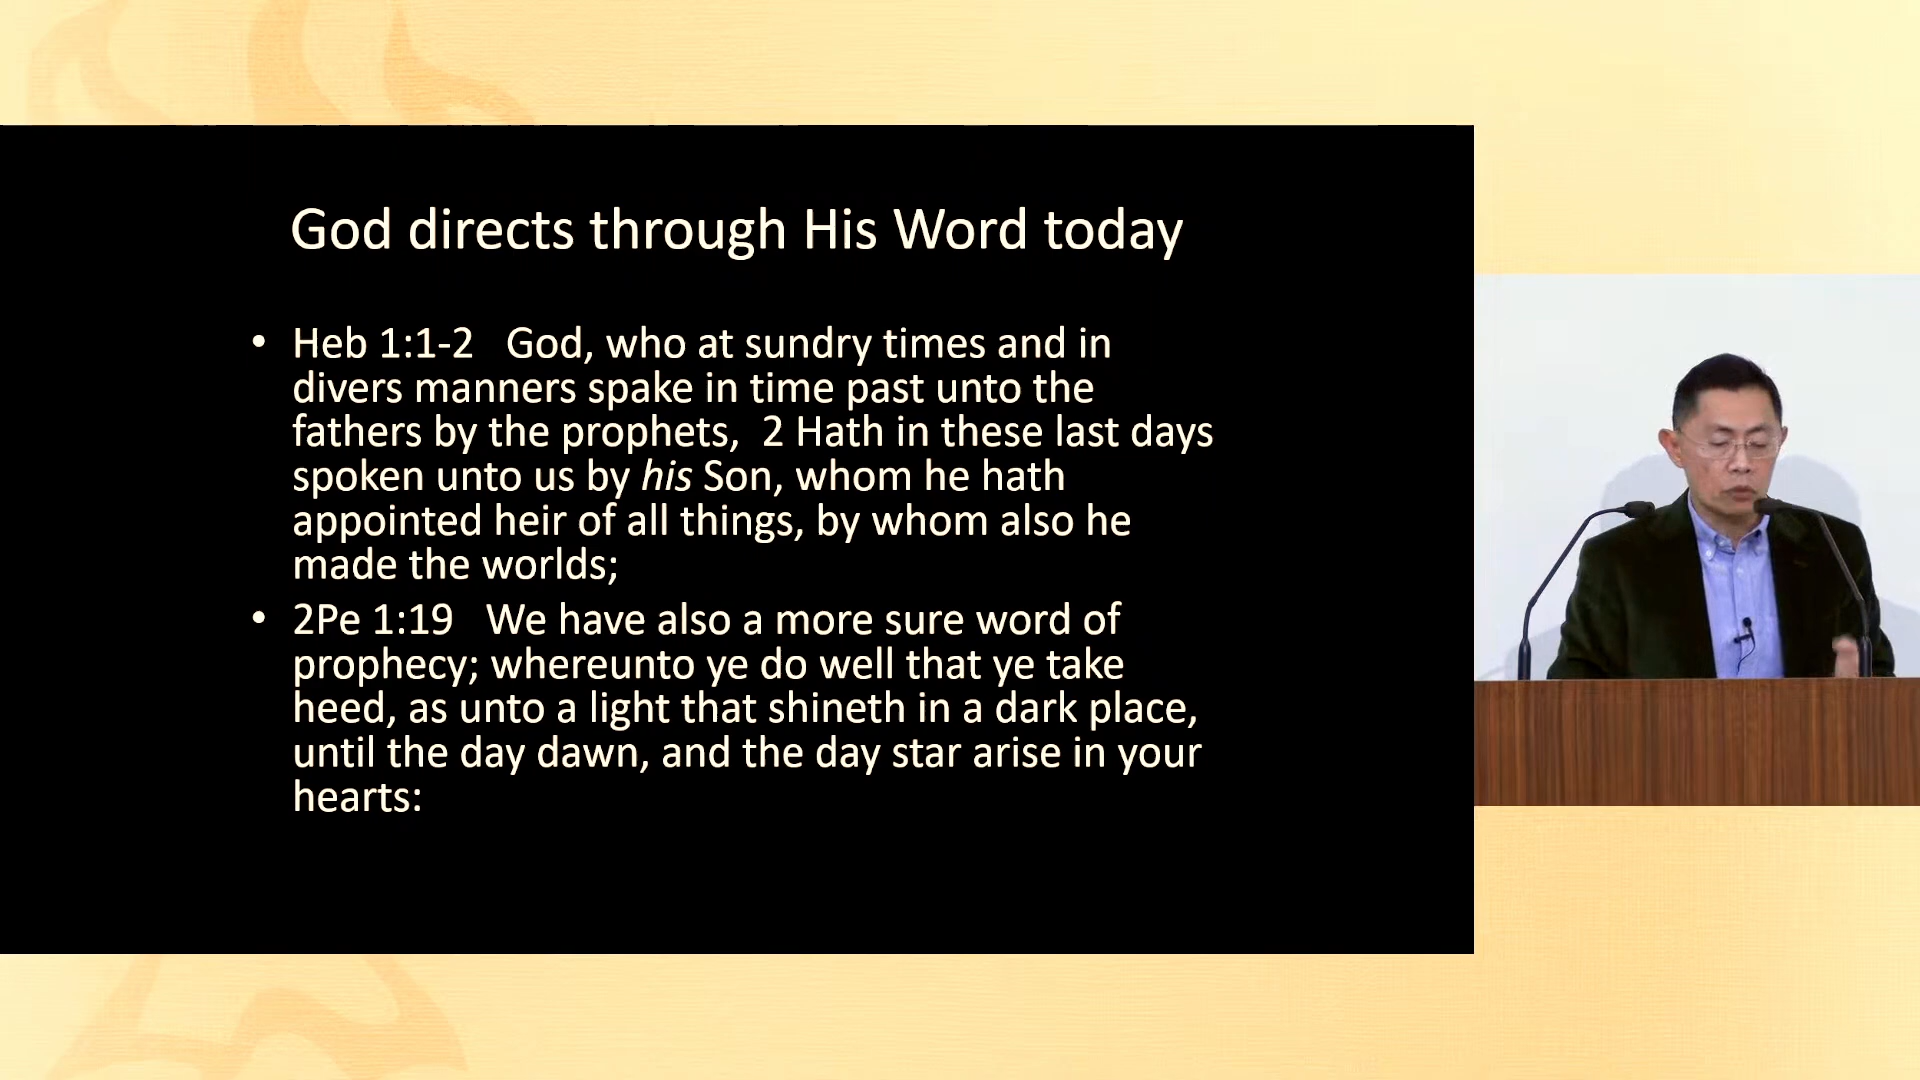 God directs through His Word today
• Heb 1:1-2   God, who at sundry times and in
divers manners spake in time past unto the
fathers by the prophets,  2 Hath in these last days
spoken unto us by his Son, whom he hath
appointed heir of all things, by whom also he
made the worlds;
• 2Pe 1:19   We have also a more sure word of
prophecy; whereunto ye do well that ye take
heed, as unto a light that shineth in a dark place,
until the day dawn, and the day star arise in your
hearts: